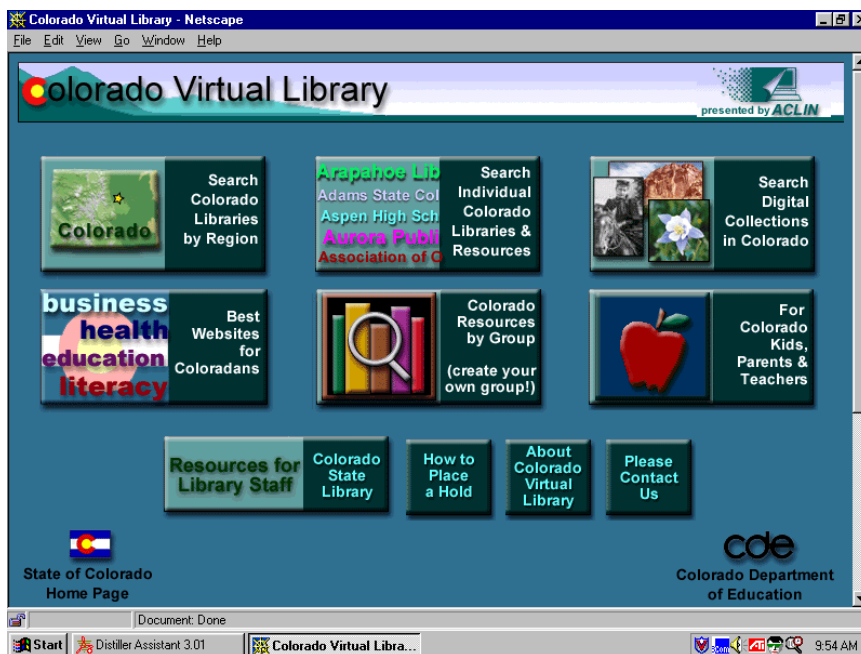 Colorado Virtual Library - Netscape
File Edit View Go Window Help
Colorado Virtual Library
presented by ACLIN
Colorado
Search
Colorado
Libraries
by Region
Arapahoe Lib
Adams State Col
Aspen High Sch
Aurora Publi
Association of C
Search
Individual
Colorado
Libraries &
Resources
Search
Digital
Collections
in Colorado
business
health
education
literacy
Best
Websites
for
Coloradans
Colorado
Resources
by Group
(create your
own group!)
For
Colorado
Kids,
Parents &
Teachers
Resources for
Library Staff
Colorado
State
Library
How to
Place
a Hold
About
Colorado
Virtual
Library
Please
Contact
Us
State of Colorado
Home Page
cde
Colorado Department
of Education
Document: Done
Start
Distiller Assistant 3.01
Colorado Virtual Libra...
9:54 AM